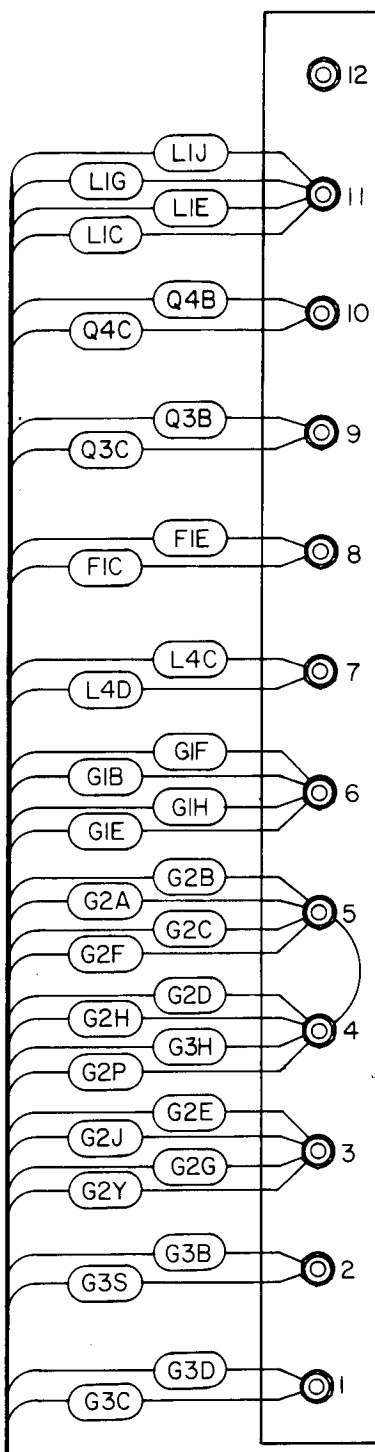 12
L1J
L1G
11
L1E
L1C
Q4B
10
Q4C
Q3B
9
Q3C
F1E
8
F1C
L4C
7
L4D
G1F
G1B
6
G1H
G1E
G2B
G2A
5
G2C
G2F
G2D
G2H
4
G3H
G2P
G2E
G2J
3
G2G
G2Y
G3B
2
G3S
G3D
1
G3C